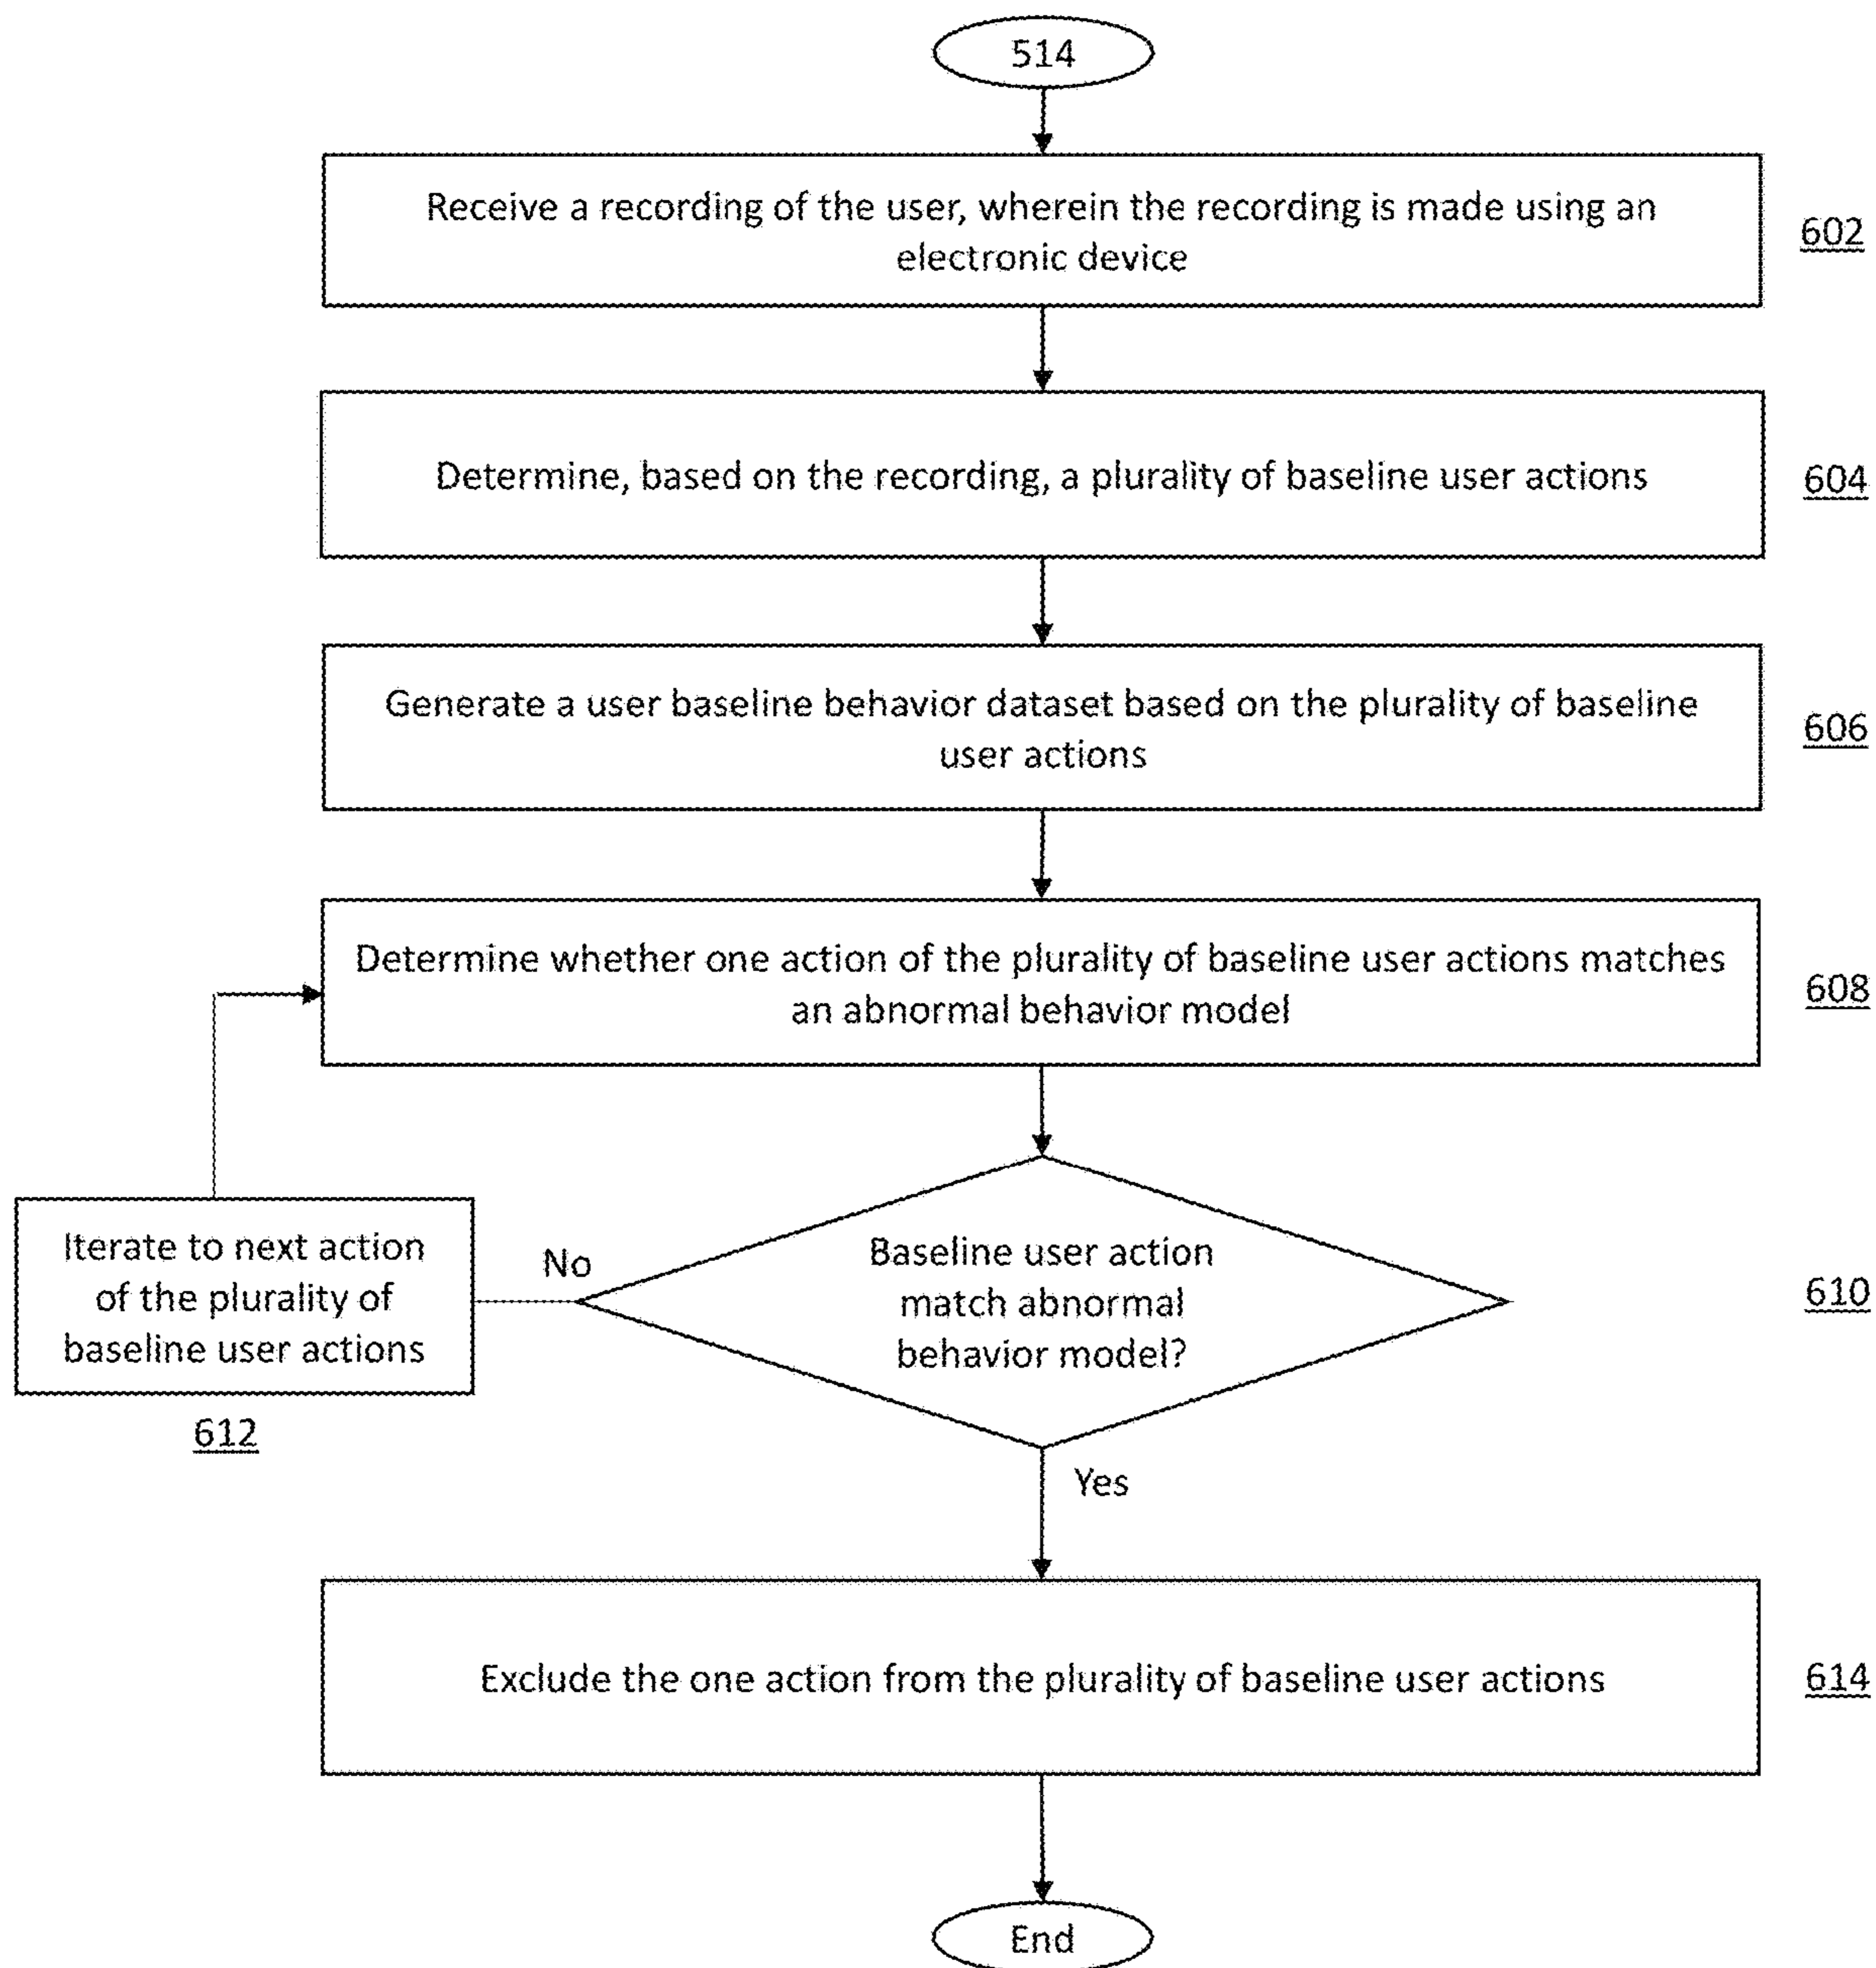 514
Receive a recording of the user, wherein the recording is made using an
electronic device
602
Determine, based on the recording, a plurality of baseline user actions
604
Generate a user baseline behavior dataset based on the plurality of baseline
user actions
606
Determine whether one action of the plurality of baseline user actions matches
an abnormal behavior model
608
Baseline user action
match abnormal
behavior model?
610
No
Iterate to next action
of the plurality of
baseline user actions
612
Yes
Exclude the one action from the plurality of baseline user actions
614
End